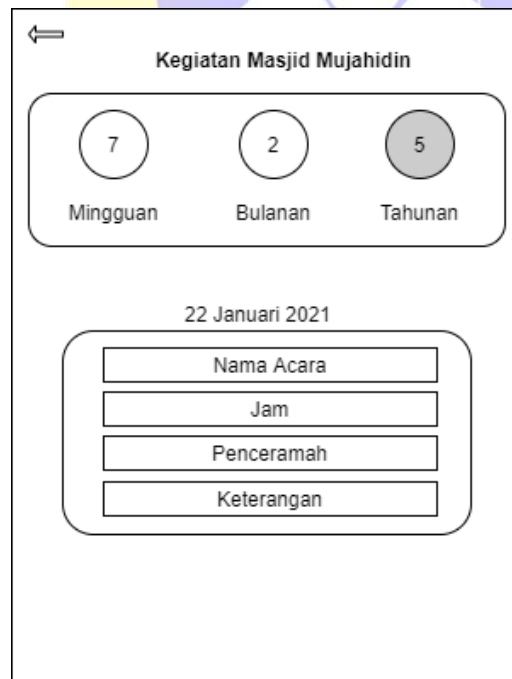 Kegiatan Masjid Mujahidin
7 2 5
Mingguan Bulanan Tahunan
22 Januari 2021
Nama Acara
Jam
Penceramah
Keterangan